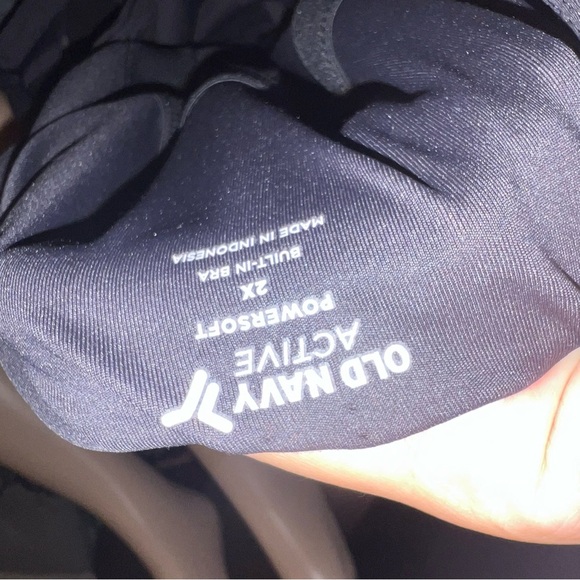 OLD NAVY
ACTIVE
POWERSOFT
2X
BUILT-IN BRA
MADE IN INDONESIA